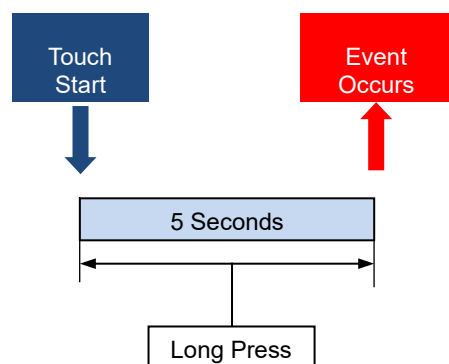 Touch
Start
Event
Occurs
5 Seconds
Long Press